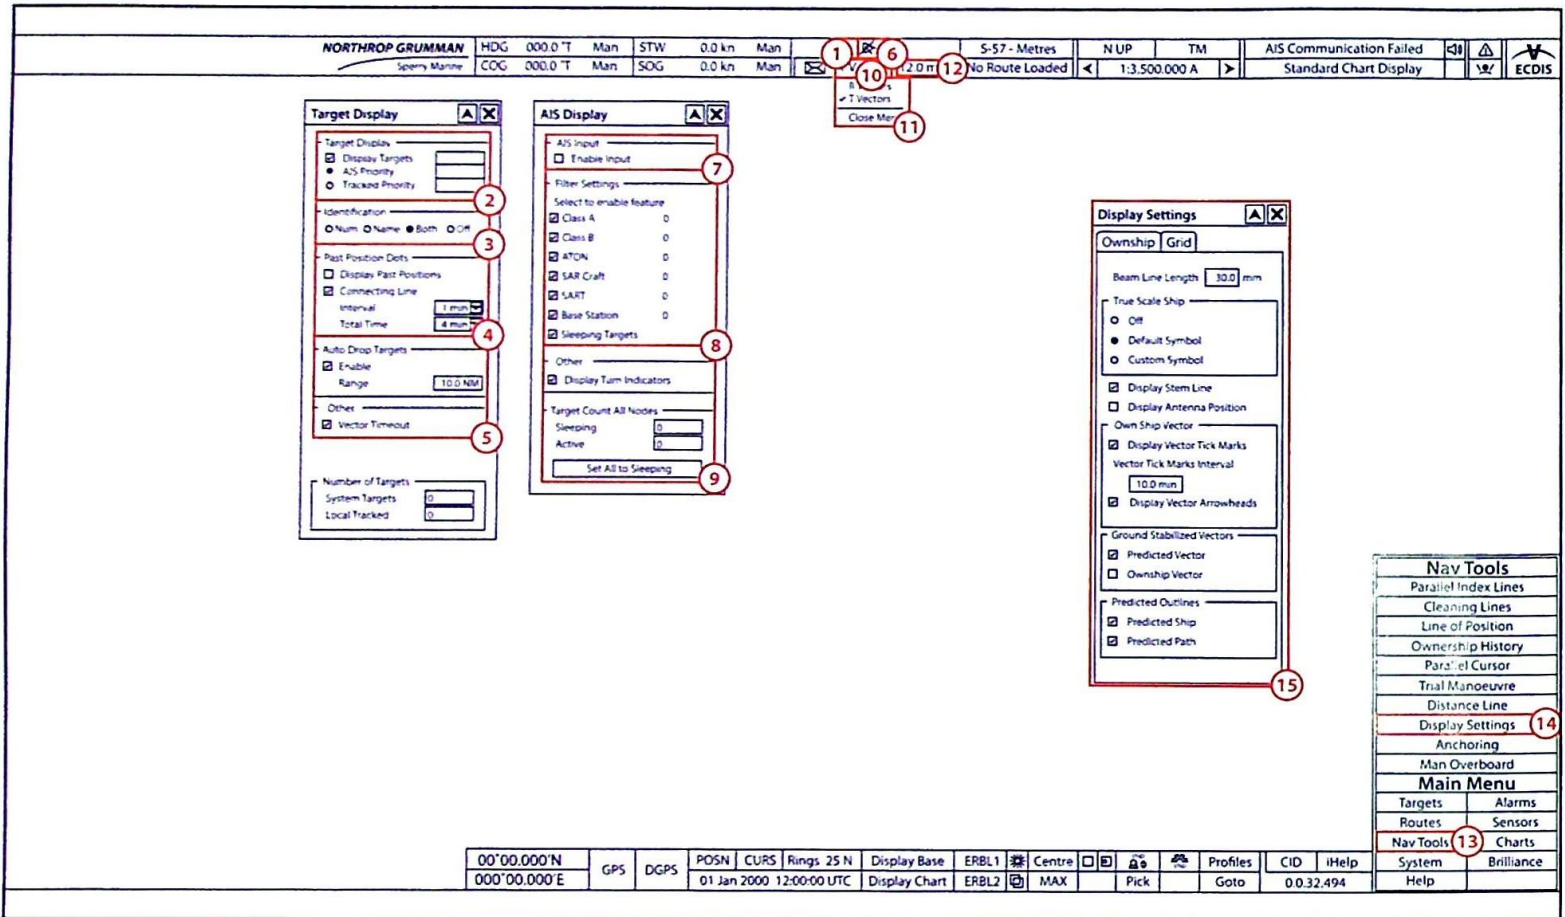 NORTHROP GRUMMAN
Sperry Marine
HDG 000.0 °T Man STW 0.0 kn Man
COG 000.0 °T Man SOG 0.0 kn Man
1
6
10
12.0 m
12
S-57 - Metres
No Route Loaded
N UP TM
< 1:3.500.000 A >
AIS Communication Failed
Standard Chart Display
ECDIS
T Vectors
Close Men
11
Target Display
Target Display
Display Targets
AIS Priority
Tracked Priority
2
Identification
Num Name Both Off
3
Past Position Dots
Display Past Positions
Connecting Line
Interval 1 min
Total Time 4 min
4
Auto Drop Targets
Enable
Range 10.0 NM
Other
Vector Timeout
5
Number of Targets
System Targets 0
Local Tracked 0
AIS Display
AIS Input
Enable Input
7
Filter Settings
Select to enable feature
Class A 0
Class B 0
ATON 0
SAR Craft 0
SART 0
Base Station 0
Sleeping Targets
8
Other
Display Turn Indicators
Target Count All Nodes
Sleeping 0
Active 0
Set All to Sleeping
9
Display Settings
Ownship Grid
Beam Line Length 30.0 mm
True Scale Ship
Off
Default Symbol
Custom Symbol
Display Stem Line
Display Antenna Position
Own Ship Vector
Display Vector Tick Marks
Vector Tick Marks Interval
10.0 min
Display Vector Arrowheads
Ground Stabilized Vectors
Predicted Vector
Ownship Vector
Predicted Outlines
Predicted Ship
Predicted Path
15
Nav Tools
Parallel Index Lines
Cleaning Lines
Line of Position
Ownership History
Parallel Cursor
Trial Manoeuvre
Distance Line
Display Settings 14
Anchoring
Man Overboard
Main Menu
Targets Alarms
Routes Sensors
Nav Tools 13 Charts
System Brilliance
Help
00°00.000'N
000°00.000'E
GPS DGPS
POSN CURS Rings 25 N Display Base ERBL1 Centre Profiles CID iHelp
01 Jan 2000 12:00:00 UTC Display Chart ERBL2 MAX Pick Goto 0.0.32.494